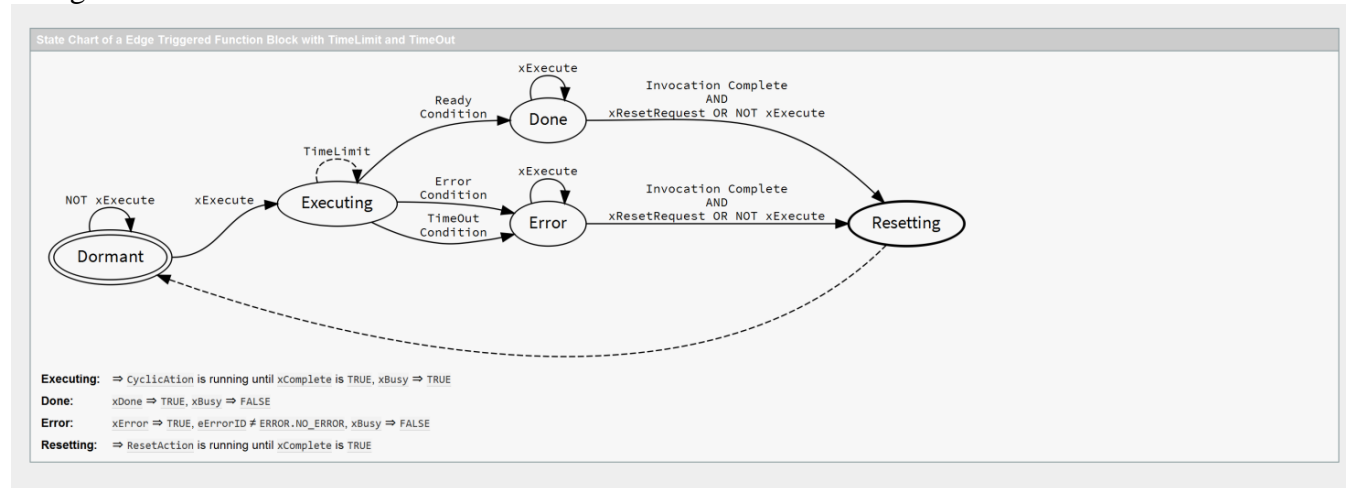 State Chart of a Edge Triggered Function Block with TimeLimit and TimeOut
xExecute
Invocation Complete
AND
xResetRequest OR NOT xExecute
Ready
Condition
Done
TimeLimit
xExecute
Error
Condition
Invocation Complete
AND
xResetRequest OR NOT xExecute
NOT xExecute
xExecute
Executing
TimeOut
Condition
Error
Resetting
Dormant
Executing: ⇒ CyclicAtion is running until xComplete is TRUE, xBusy ⇒ TRUE
Done: xDone ⇒ TRUE, xBusy ⇒ FALSE
Error: xError ⇒ TRUE, eErrorID ≠ ERROR.NO_ERROR, xBusy ⇒ FALSE
Resetting: ⇒ ResetAction is running until xComplete is TRUE